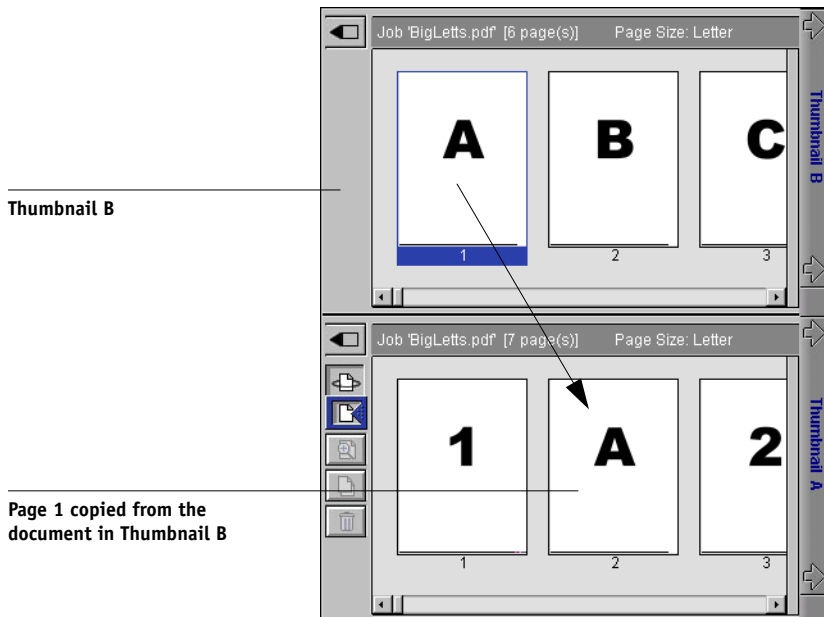 Job 'BigLetts.pdf' [6 page(s)] Page Size: Letter
A
B
C
1
2
3
Thumbnail B
Thumbnail B
Job 'BigLetts.pdf' [7 page(s)] Page Size: Letter
1
A
2
1
2
3
Thumbnail A
Page 1 copied from the
document in Thumbnail B